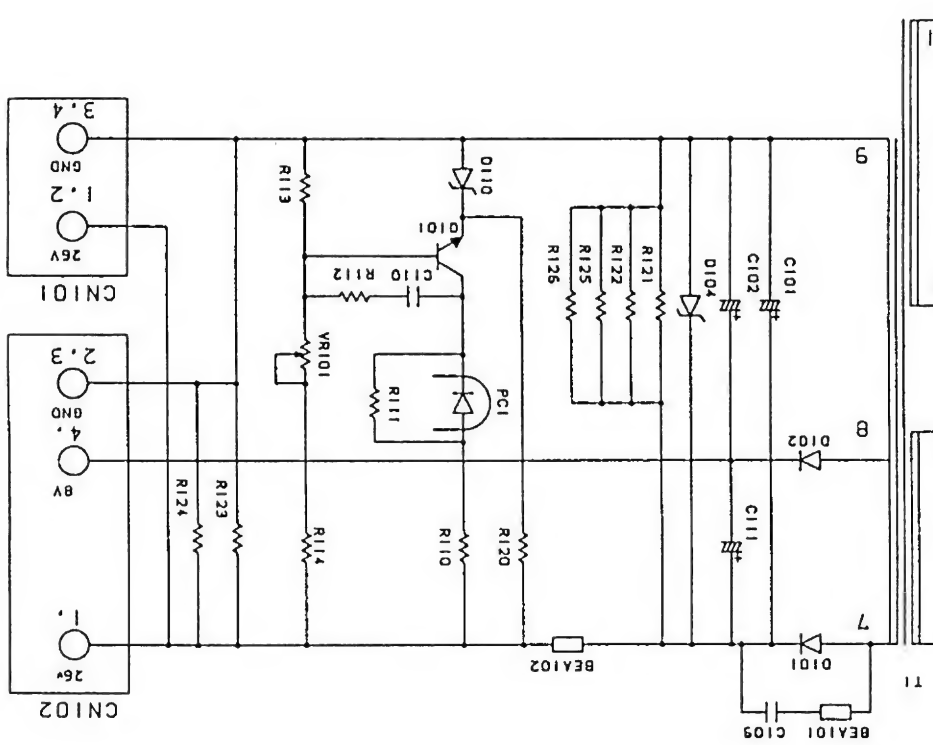 CN101
3,4
GND
1,2
26V
CN102
2,3
GND
4,
8V
1,
26V
R113
D110
Q101
R112
C110
VR101
R111
PC1
R126
R125
R122
R121
D104
C102
C101
9
8
D102
C111
R124
R123
R114
R110
R120
7
BEA102
D101
T1
C109
BEA101
1